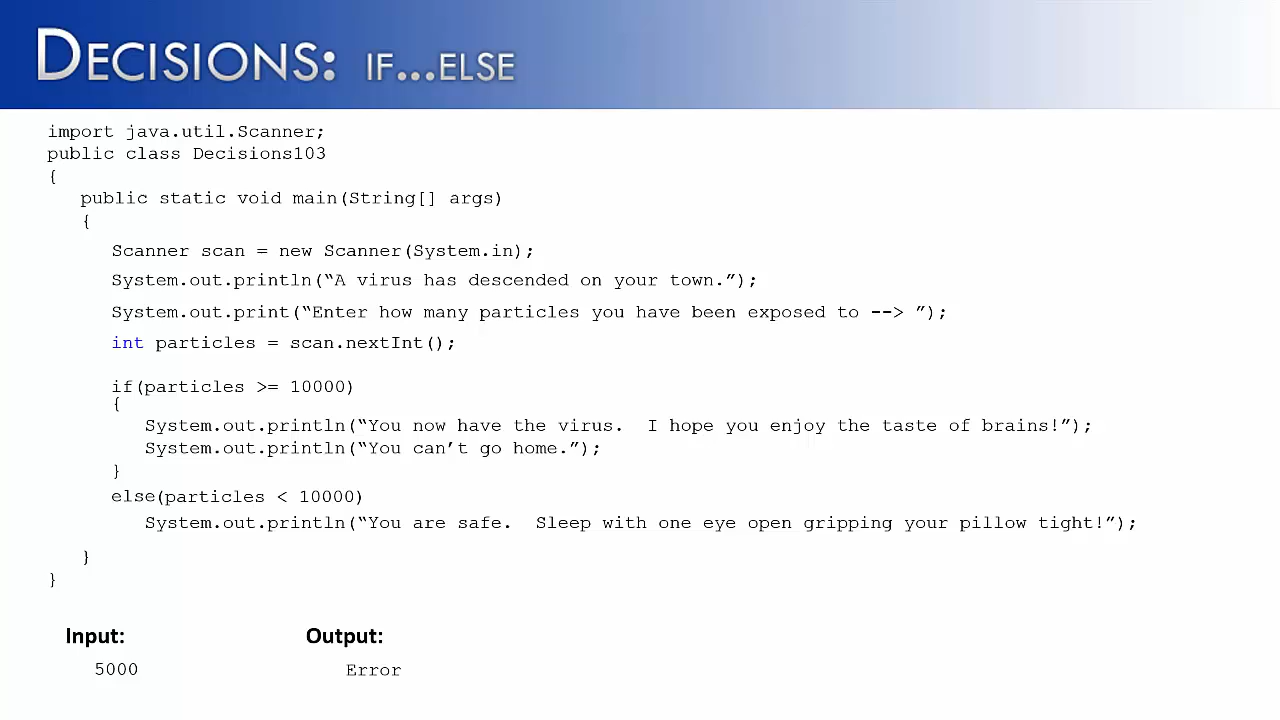 DECISIONS: IF...ELSE
import java.util.Scanner;
public class Decisions103
{
public static void main(String[] args)
{
Scanner scan = new Scanner(System.in);
System.out.println(“A virus has descended on your town.”);
System.out.print(“Enter how many particles you have been exposed to --> ”);
int particles = scan.nextInt();
if(particles >= 10000)
{
System.out.println(“You now have the virus.  I hope you enjoy the taste of brains!”);
System.out.println(“You can’t go home.”);
}
else(particles < 10000)
System.out.println(“You are safe.  Sleep with one eye open gripping your pillow tight!”);
}
}
Input: Output:
5000 Error